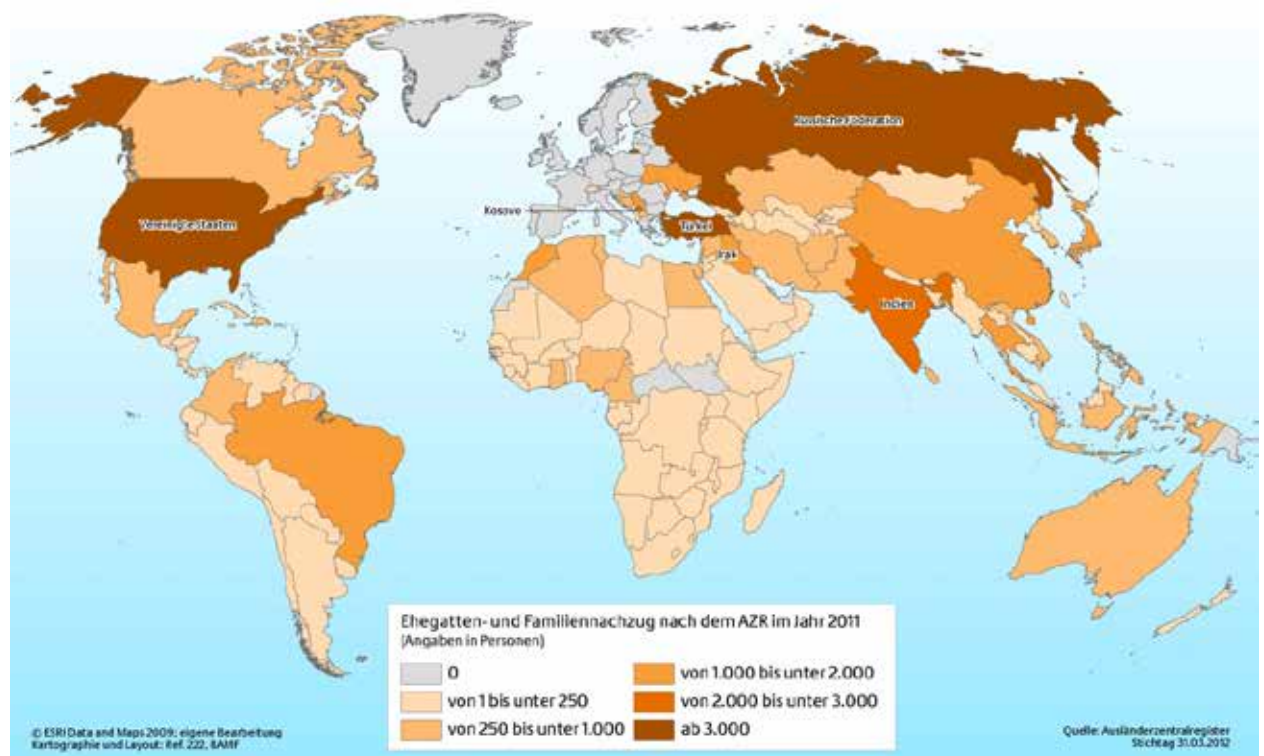 Russische Föderation
Vereinigte Staaten
Kosovo
Türkei
Irak
Indien
Ehegatten- und Familiennachzug nach dem AZR im Jahr 2011
(Angaben in Personen)
0
von 1 bis unter 250
von 250 bis unter 1.000
von 1.000 bis unter 2.000
von 2.000 bis unter 3.000
ab 3.000
© ESRI Data and Maps 2009; eigene Bearbeitung
Kartographie und Layout: Ref. 222, BAMF
Quelle: Ausländerzentralregister
Stichtag 31.03.2012